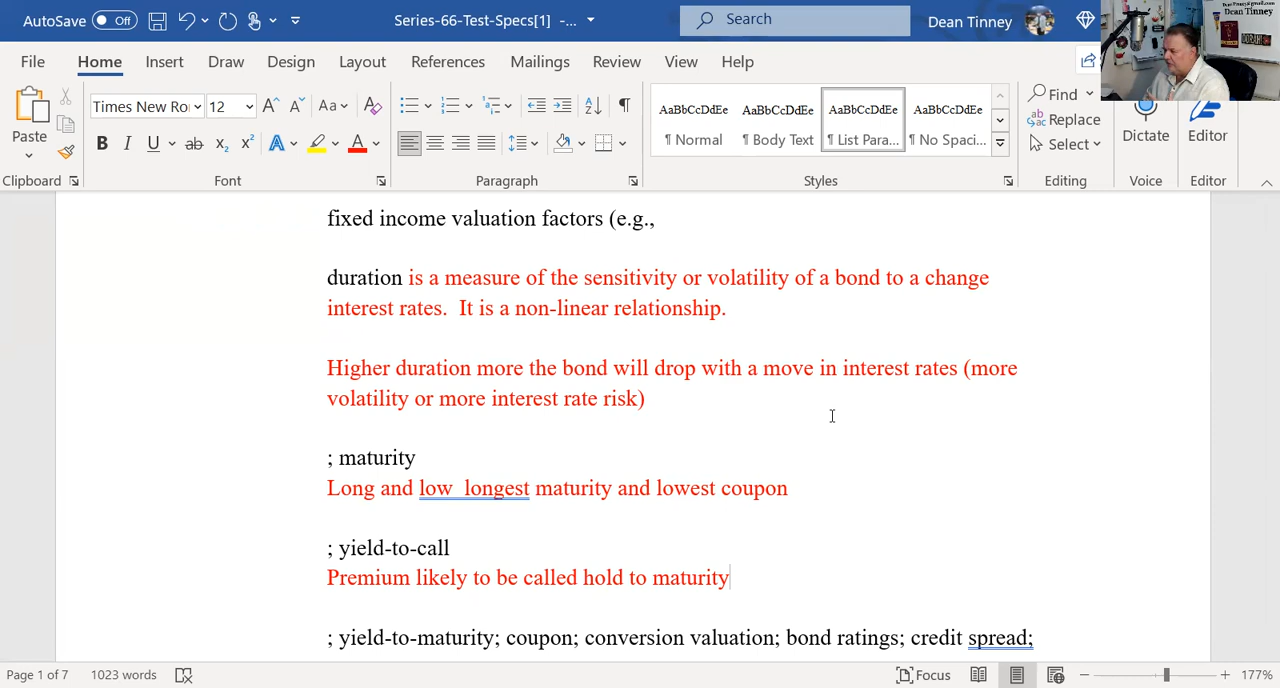 AutoSave Off Series-66-Test-Specs[1] -... Search Dean Tinney
File Home Insert Draw Design Layout References Mailings Review View Help
Paste Times New Ro 12 Aa AaBbCcDdEe AaBbCcDdEe AaBbCcDdEe AaBbCcDdEe Find Replace Select Dictate Editor
¶ Normal ¶ Body Text ¶ List Para... ¶ No Spaci...
Clipboard Font Paragraph Styles Editing Voice Editor
fixed income valuation factors (e.g.,
duration is a measure of the sensitivity or volatility of a bond to a change
interest rates. It is a non-linear relationship.
Higher duration more the bond will drop with a move in interest rates (more
volatility or more interest rate risk)
; maturity
Long and low longest maturity and lowest coupon
; yield-to-call
Premium likely to be called hold to maturity
; yield-to-maturity; coupon; conversion valuation; bond ratings; credit spread;
Page 1 of 7 1023 words Focus 177%